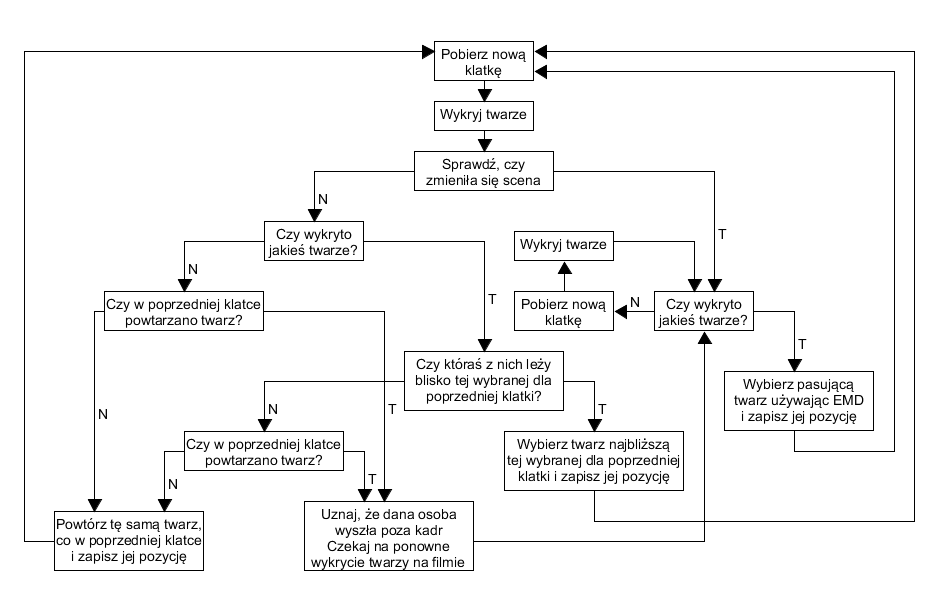 Pobierz nową
klatkę
Wykryj twarze
Sprawdź, czy
zmieniła się scena
N
T
Czy wykryto
jakieś twarze?
Wykryj twarze
N
T
Czy w poprzedniej klatce
powtarzano twarz?
Pobierz nową
klatkę
N
Czy wykryto
jakieś twarze?
T
Czy któraś z nich leży
blisko tej wybranej dla
poprzedniej klatki?
Wybierz pasującą
twarz używając EMD
i zapisz jej pozycję
N
N
T
T
Czy w poprzedniej klatce
powtarzano twarz?
Wybierz twarz najbliższą
tej wybranej dla poprzedniej
klatki i zapisz jej pozycję
N
T
Powtórz tę samą twarz,
co w poprzedniej klatce
i zapisz jej pozycję
Uznaj, że dana osoba
wyszła poza kadr
Czekaj na ponowne
wykrycie twarzy na filmie